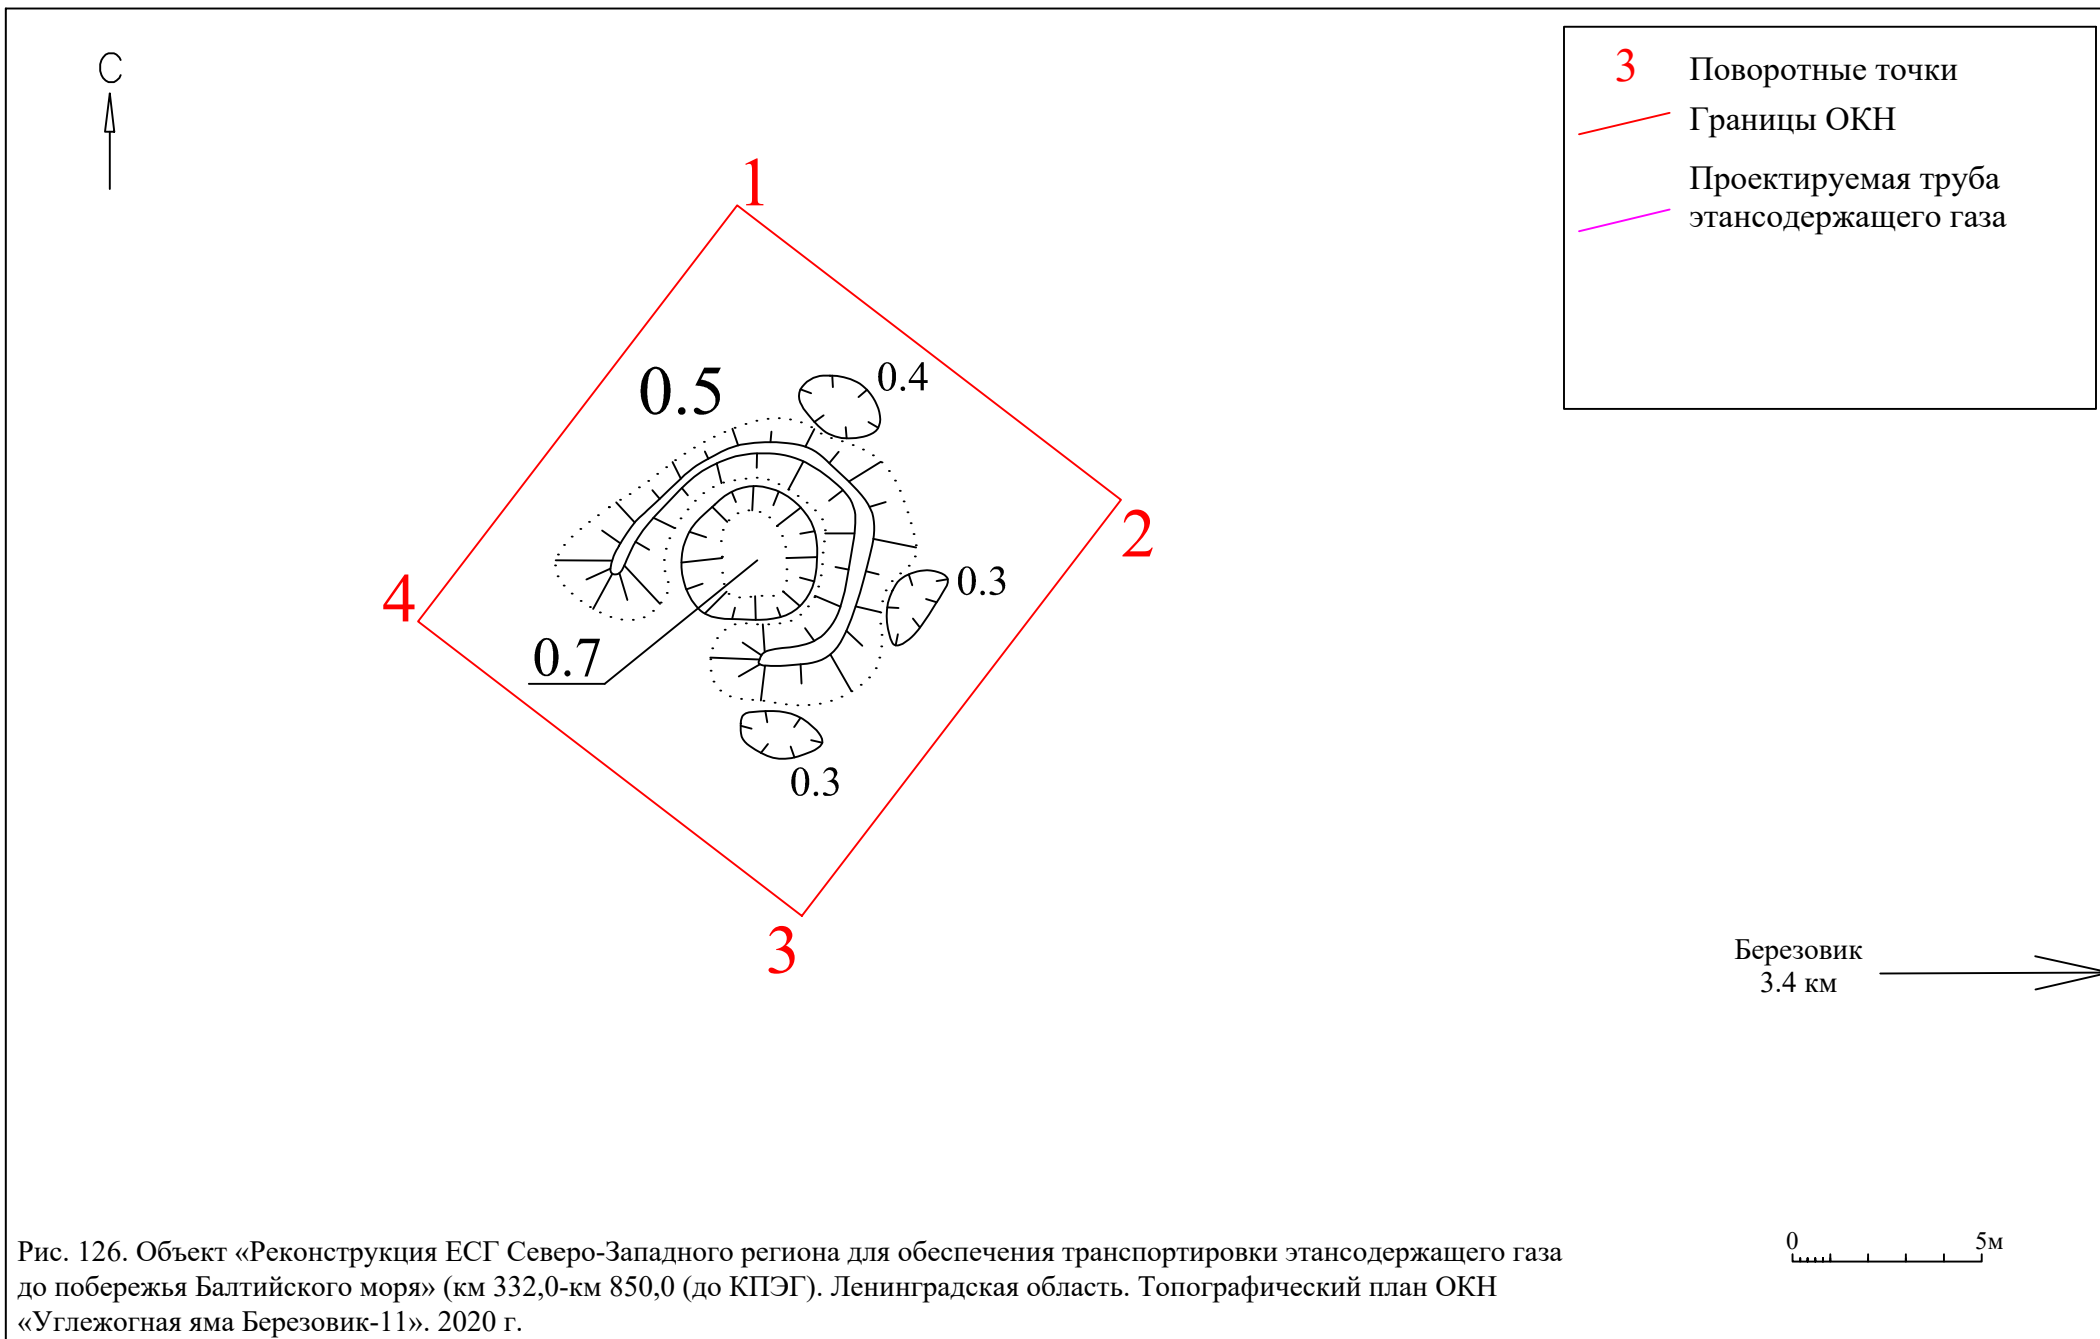 С
3 Поворотные точки
Границы ОКН
Проектируемая труба
этансодержащего газа
1
0.5
0.4
2
0.3
4
0.7
0.3
3
Березовик
3.4 км
0 5м
Рис. 126. Объект «Реконструкция ЕСГ Северо-Западного региона для обеспечения транспортировки этансодержащего газа
до побережья Балтийского моря» (км 332,0-км 850,0 (до КПЭГ). Ленинградская область. Топографический план ОКН
«Углежогная яма Березовик-11». 2020 г.